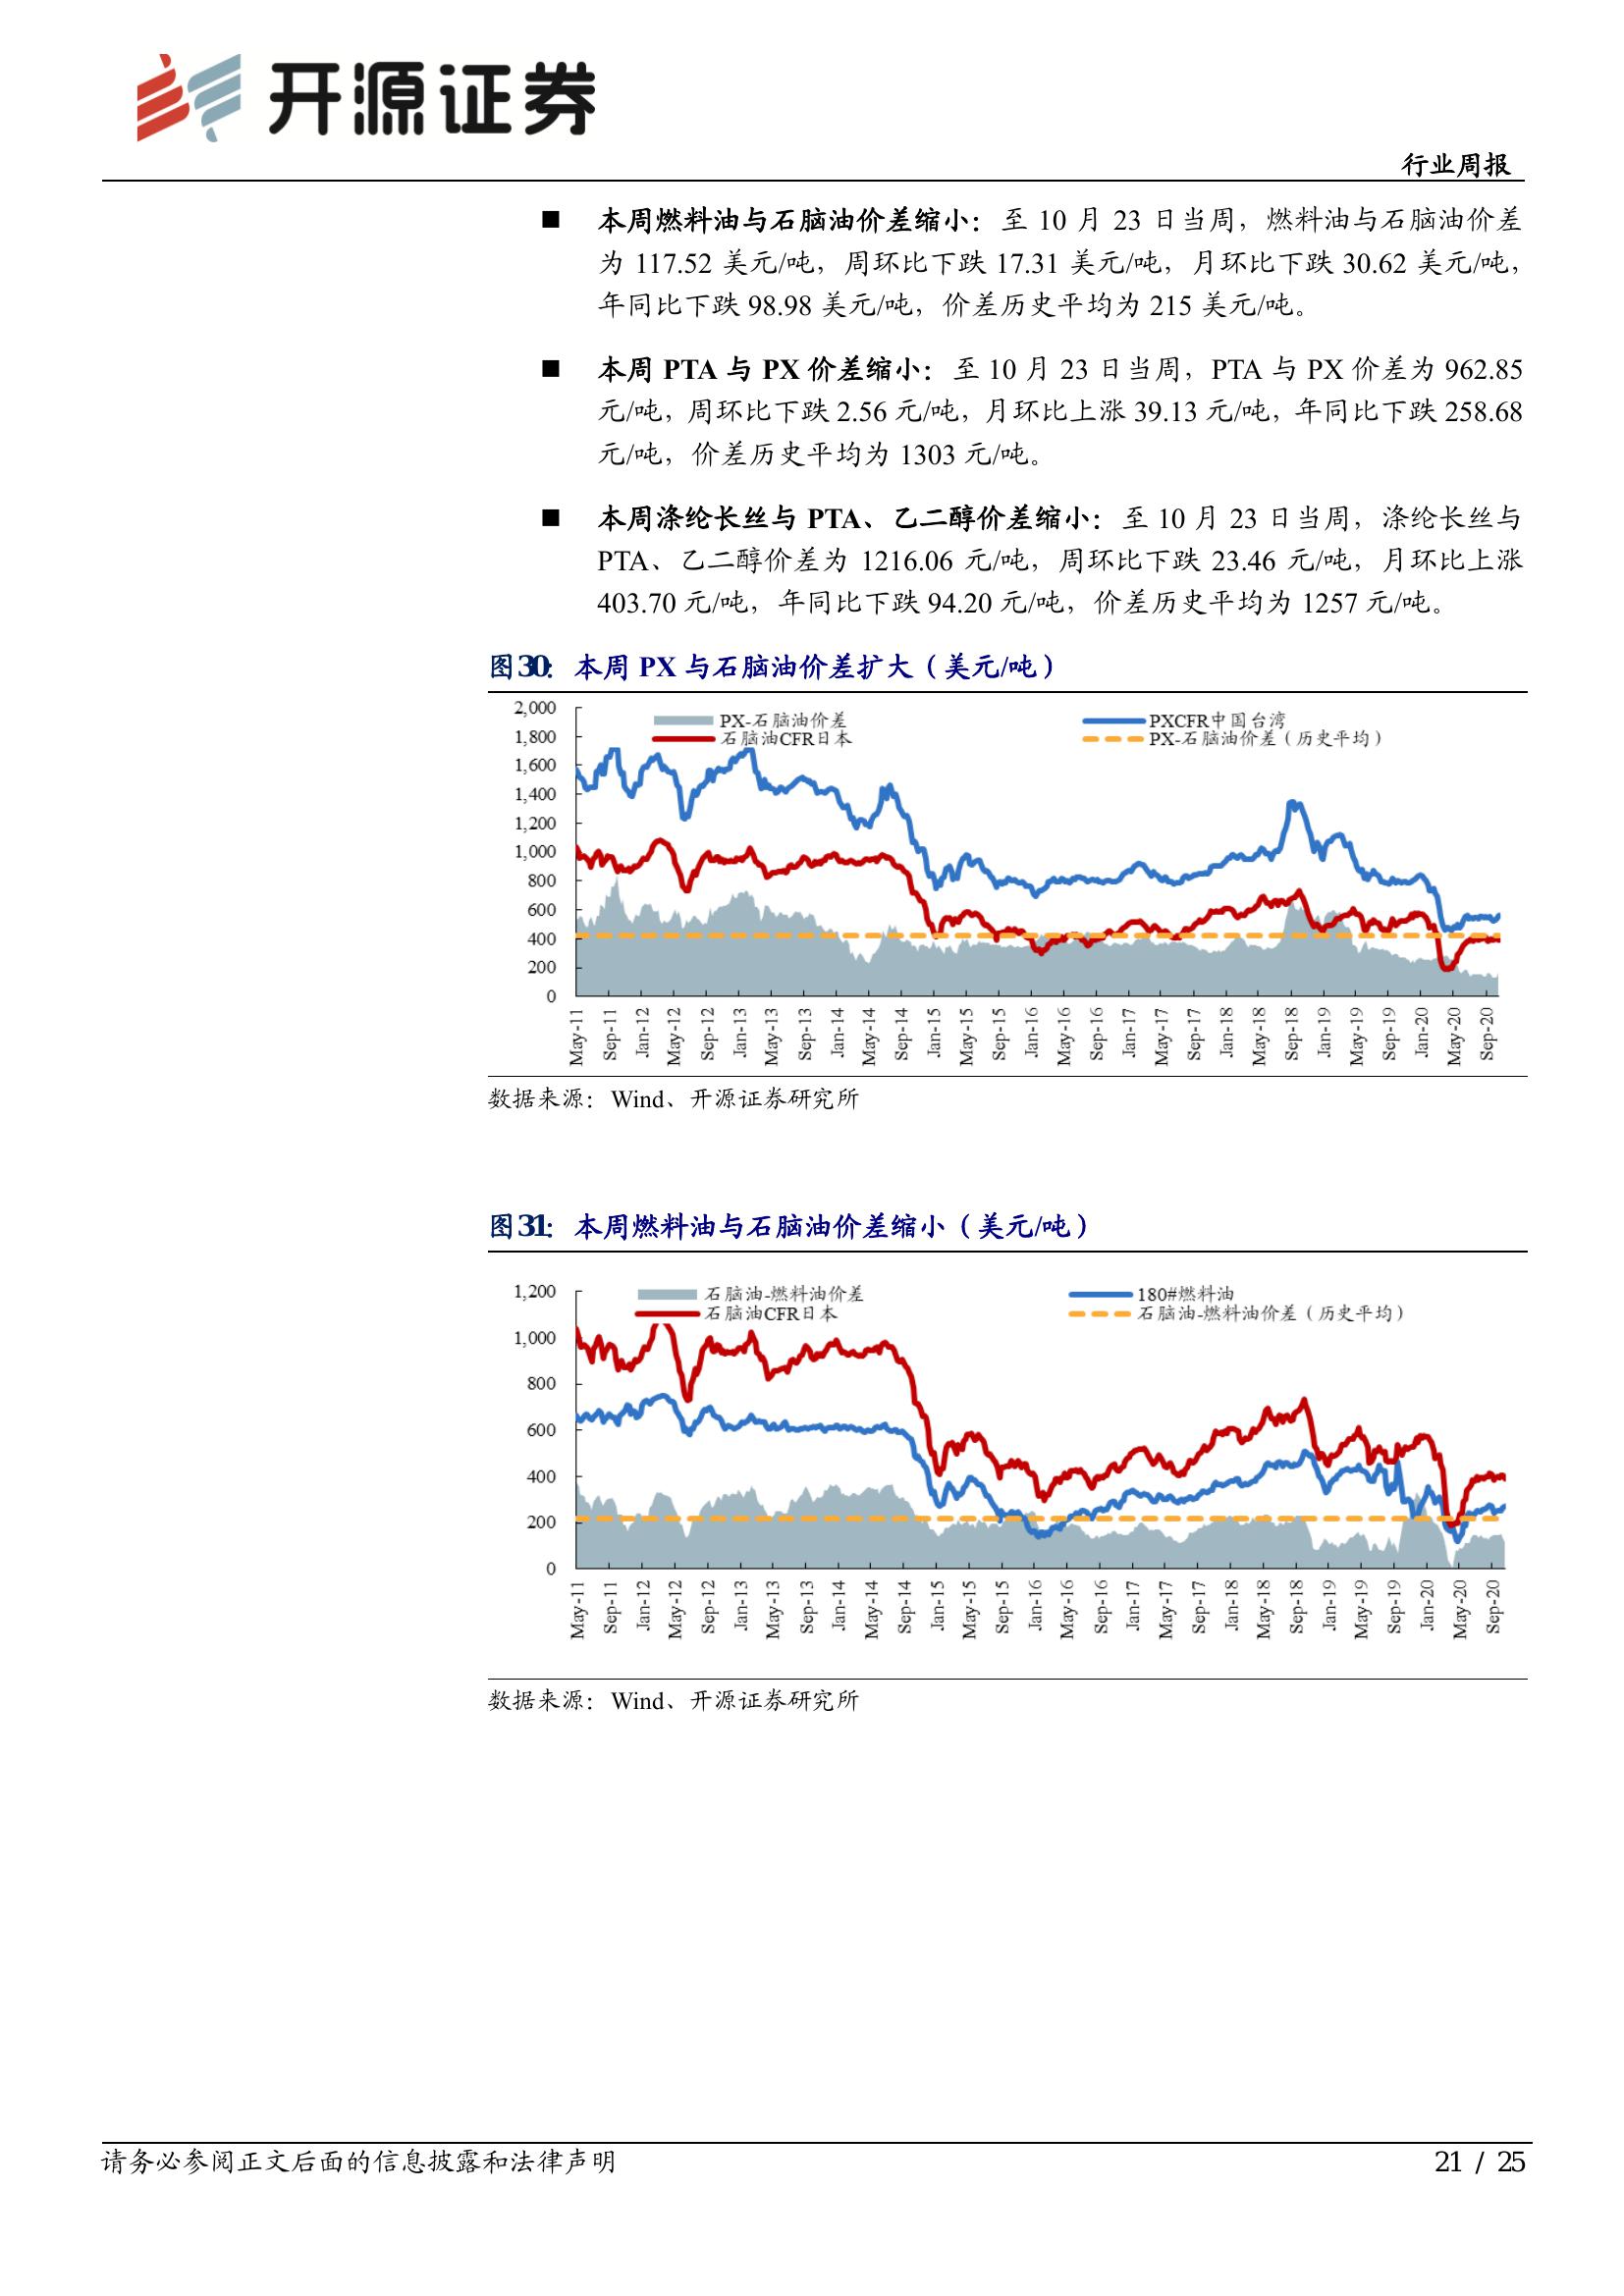 开源证券
行业周报
■ 本周燃料油与石脑油价差缩小：至 10 月 23 日当周，燃料油与石脑油价差
为 117.52 美元/吨，周环比下跌 17.31 美元/吨，月环比下跌 30.62 美元/吨，
年同比下跌 98.98 美元/吨，价差历史平均为 215 美元/吨。
■ 本周 PTA 与 PX 价差缩小：至 10 月 23 日当周，PTA 与 PX 价差为 962.85
元/吨，周环比下跌 2.56 元/吨，月环比上涨 39.13 元/吨，年同比下跌 258.68
元/吨，价差历史平均为 1303 元/吨。
■ 本周涤纶长丝与 PTA、乙二醇价差缩小：至 10 月 23 日当周，涤纶长丝与
PTA、乙二醇价差为 1216.06 元/吨，周环比下跌 23.46 元/吨，月环比上涨
403.70 元/吨，年同比下跌 94.20 元/吨，价差历史平均为 1257 元/吨。
图30： 本周 PX 与石脑油价差扩大（美元/吨）
PX-石脑油价差 PXCFR中国台湾
石脑油CFR日本 PX-石脑油价差（历史平均）
2,000
1,800
1,600
1,400
1,200
1,000
800
600
400
200
0
May-11 Sep-11 Jan-12 May-12 Sep-12 Jan-13 May-13 Sep-13 Jan-14 May-14 Sep-14 Jan-15 May-15 Sep-15 Jan-16 May-16 Sep-16 Jan-17 May-17 Sep-17 Jan-18 May-18 Sep-18 Jan-19 May-19 Sep-19 Jan-20 May-20 Sep-20
数据来源：Wind、开源证券研究所
图31： 本周燃料油与石脑油价差缩小（美元/吨）
石脑油-燃料油价差 180#燃料油
石脑油CFR日本 石脑油-燃料油价差（历史平均）
1,200
1,000
800
600
400
200
0
May-11 Sep-11 Jan-12 May-12 Sep-12 Jan-13 May-13 Sep-13 Jan-14 May-14 Sep-14 Jan-15 May-15 Sep-15 Jan-16 May-16 Sep-16 Jan-17 May-17 Sep-17 Jan-18 May-18 Sep-18 Jan-19 May-19 Sep-19 Jan-20 May-20 Sep-20
数据来源：Wind、开源证券研究所
请务必参阅正文后面的信息披露和法律声明
21 / 25